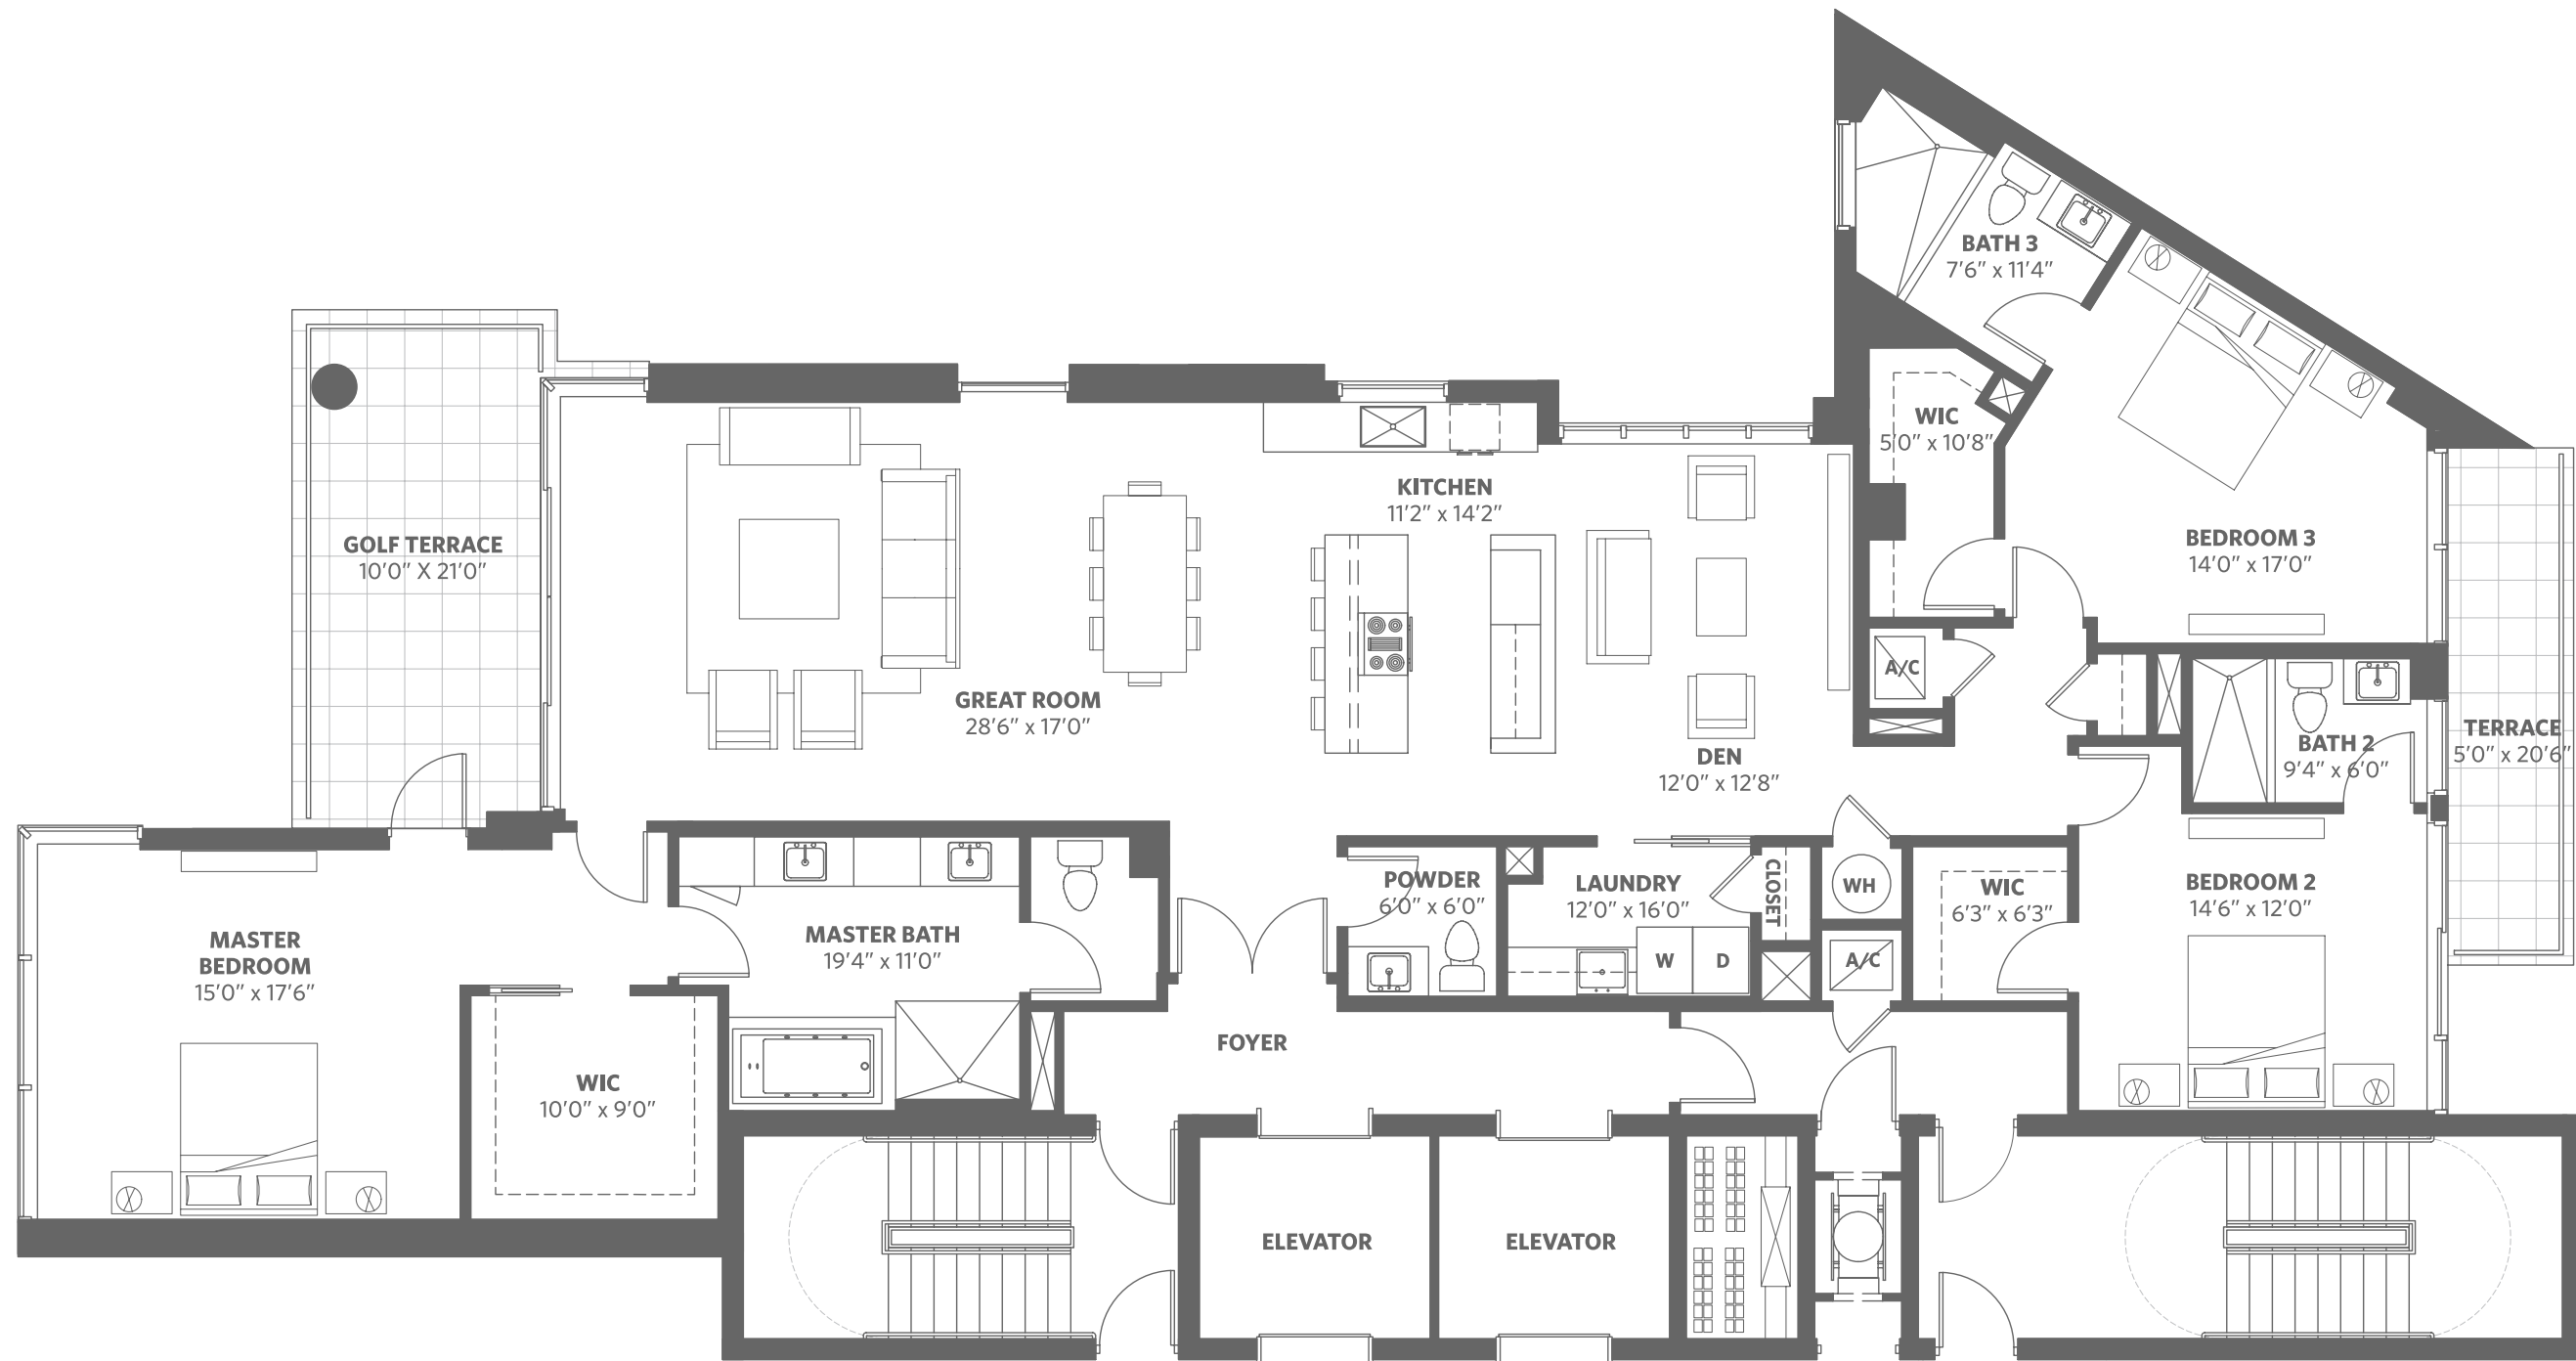 BATH 3
7'6" x 11'4"
WIC
5'0" x 10'8"
KITCHEN
11'2" x 14'2"
GOLF TERRACE
10'0" X 21'0"
BEDROOM 3
14'0" x 17'0"
A/C
GREAT ROOM
28'6" x 17'0"
TERRACE
5'0" x 20'6"
BATH 2
9'4" x 6'0"
DEN
12'0" x 12'8"
POWDER
6'0" x 6'0"
LAUNDRY
12'0" x 16'0"
CLOSET
WH
WIC
6'3" x 6'3"
BEDROOM 2
14'6" x 12'0"
MASTER
BEDROOM
15'0" x 17'6"
MASTER BATH
19'4" x 11'0"
W
D
A/C
FOYER
WIC
10'0" x 9'0"
ELEVATOR
ELEVATOR